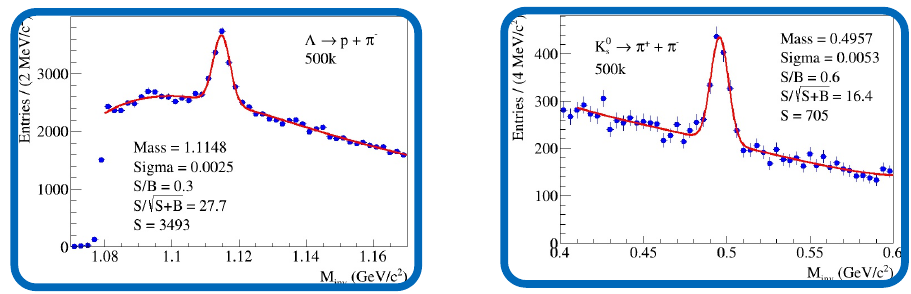 Entries / (2 MeV/c²)
Λ → p + π⁻
500k
3000
2000
1000
0
Mass = 1.1148
Sigma = 0.0025
S/B = 0.3
S/√S+B = 27.7
S = 3493
1.08 1.1 1.12 1.14 1.16
M_inv (GeV/c²)
Entries / (4 MeV/c²)
K⁰ₛ → π⁺ + π⁻
500k
Mass = 0.4957
Sigma = 0.0053
S/B = 0.6
S/√S+B = 16.4
S = 705
400
300
200
100
0
0.4 0.45 0.5 0.55 0.6
M_inv (GeV/c²)